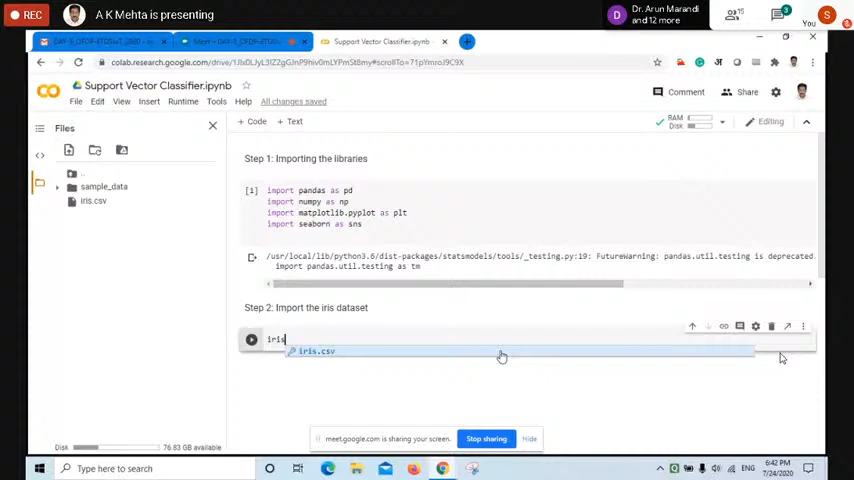 REC
A K Mehta is presenting
Dr. Arun Marandi
and 12 more
15
3
S
You
D
Support Vector Classifier.ipynb
colab.research.google.com/drive/
Support Vector Classifier.ipynb
File Edit View Insert Runtime Tools Help All changes saved
Comment Share
Files
+ Code + Text
RAM
Disk
Editing
..
sample_data
iris.csv
Step 1: Importing the libraries
[1] import pandas as pd
import numpy as np
import matplotlib.pyplot as plt
import seaborn as sns
/usr/local/lib/python3.6/dist-packages/statsmodels/tools/_testing.py:19: FutureWarning: pandas.util.testing is deprecated.
import pandas.util.testing as tm
Step 2: Import the iris dataset
iris
iris.csv
Disk 76.83 GB available
meet.google.com is sharing your screen. Stop sharing Hide
Type here to search
ENG
6:42 PM
7/24/2020